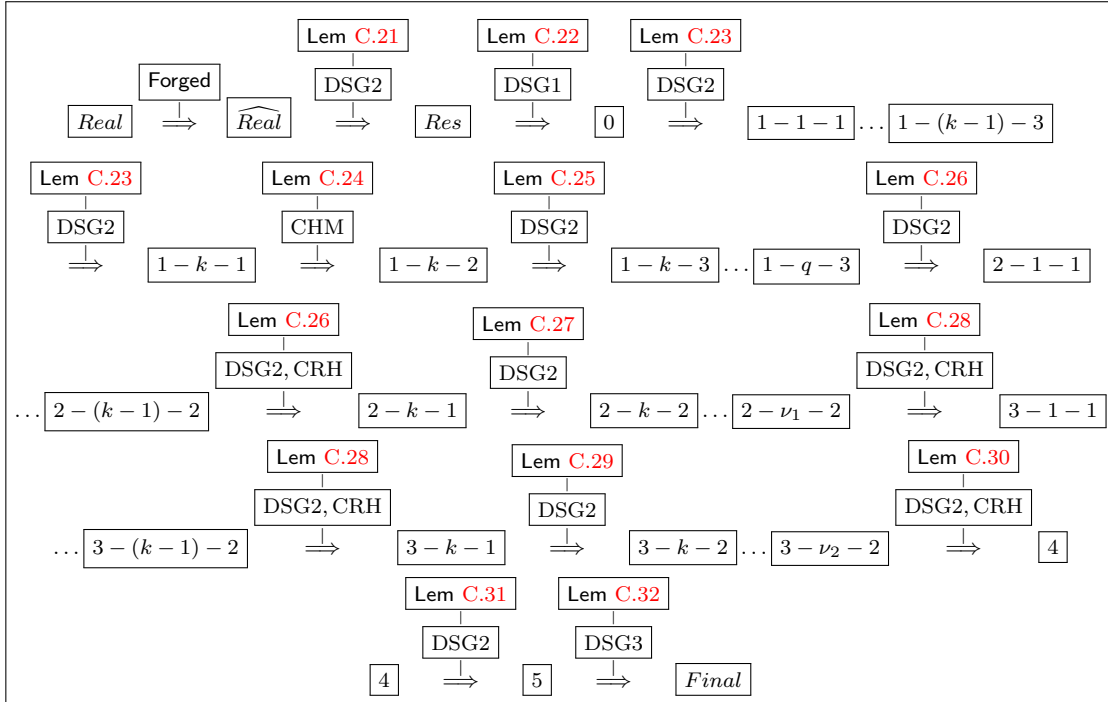 Lem C.21 Lem C.22 Lem C.23
Forged DSG2 DSG1 DSG2
Real ⟹ \widehat{Real} ⟹ Res ⟹ 0 ⟹ 1 − 1 − 1 … 1 − (k − 1) − 3
Lem C.23 Lem C.24 Lem C.25 Lem C.26
DSG2 CHM DSG2 DSG2
⟹ 1 − k − 1 ⟹ 1 − k − 2 ⟹ 1 − k − 3 … 1 − q − 3 ⟹ 2 − 1 − 1
Lem C.26 Lem C.27 Lem C.28
DSG2, CRH DSG2 DSG2, CRH
… 2 − (k − 1) − 2 ⟹ 2 − k − 1 ⟹ 2 − k − 2 … 2 − ν₁ − 2 ⟹ 3 − 1 − 1
Lem C.28 Lem C.29 Lem C.30
DSG2, CRH DSG2 DSG2, CRH
… 3 − (k − 1) − 2 ⟹ 3 − k − 1 ⟹ 3 − k − 2 … 3 − ν₂ − 2 ⟹ 4
Lem C.31 Lem C.32
DSG2 DSG3
4 ⟹ 5 ⟹ Final